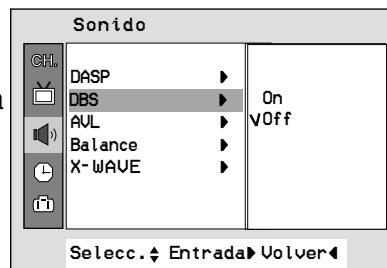 Sonido
CH.
DASP
DBS
AVL
Balance
X-WAVE
On
√Off
Selecc. Entrada Volver